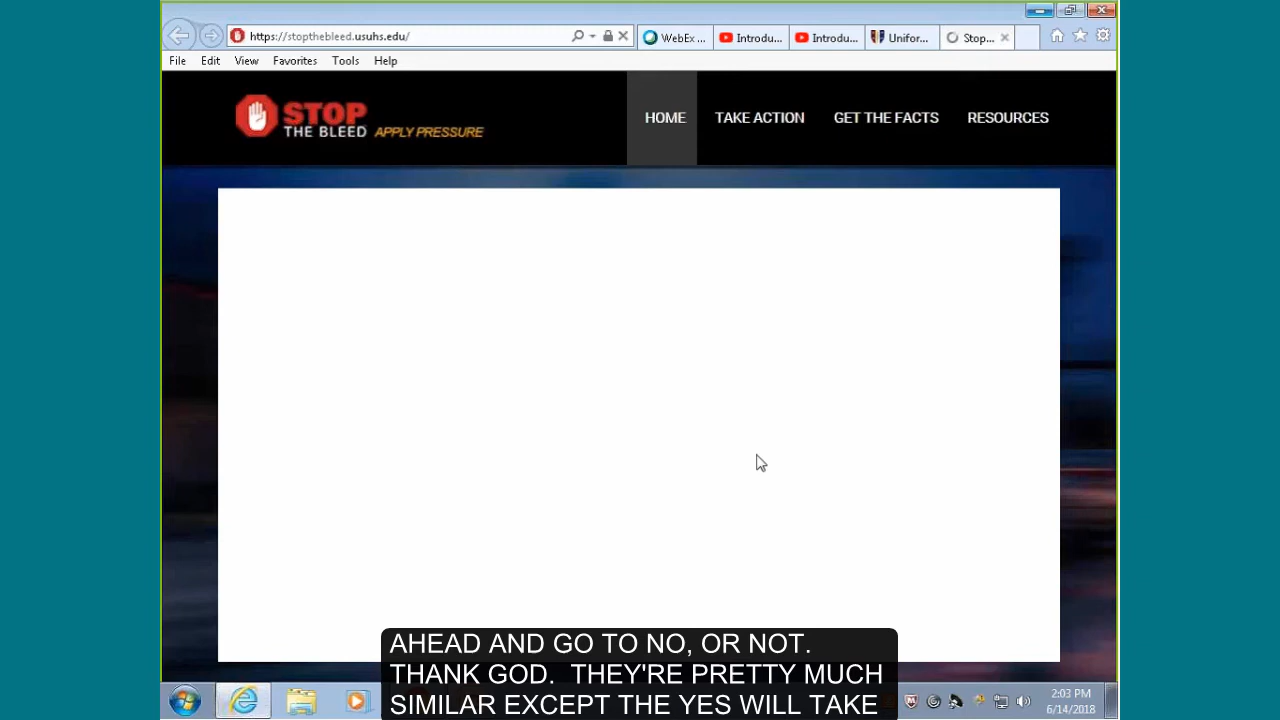 https://stopthebleed.usuhs.edu/
WebEx ...
Introdu...
Introdu...
Unifor...
Stop...
File Edit View Favorites Tools Help
STOP
THE BLEED APPLY PRESSURE
HOME TAKE ACTION GET THE FACTS RESOURCES
AHEAD AND GO TO NO, OR NOT.
THANK GOD. THEY'RE PRETTY MUCH
SIMILAR EXCEPT THE YES WILL TAKE
2:03 PM
6/14/2018